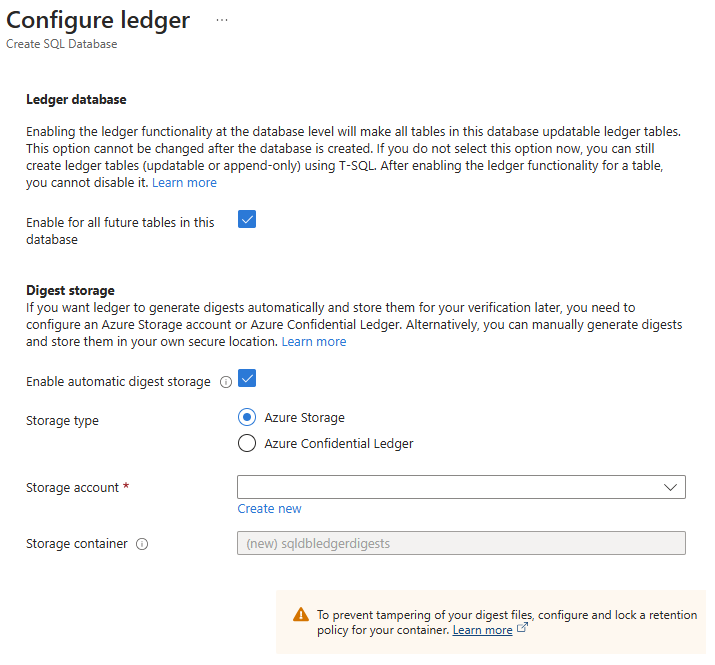 Configure ledger ...
Create SQL Database
Ledger database
Enabling the ledger functionality at the database level will make all tables in this database updatable ledger tables.
This option cannot be changed after the database is created. If you do not select this option now, you can still
create ledger tables (updatable or append-only) using T-SQL. After enabling the ledger functionality for a table,
you cannot disable it. Learn more
Enable for all future tables in this
database
Digest storage
If you want ledger to generate digests automatically and store them for your verification later, you need to
configure an Azure Storage account or Azure Confidential Ledger. Alternatively, you can manually generate digests
and store them in your own secure location. Learn more
Enable automatic digest storage
Storage type
Azure Storage
Azure Confidential Ledger
Storage account *
Create new
Storage container
(new) sqldbledgerdigests
To prevent tampering of your digest files, configure and lock a retention
policy for your container. Learn more